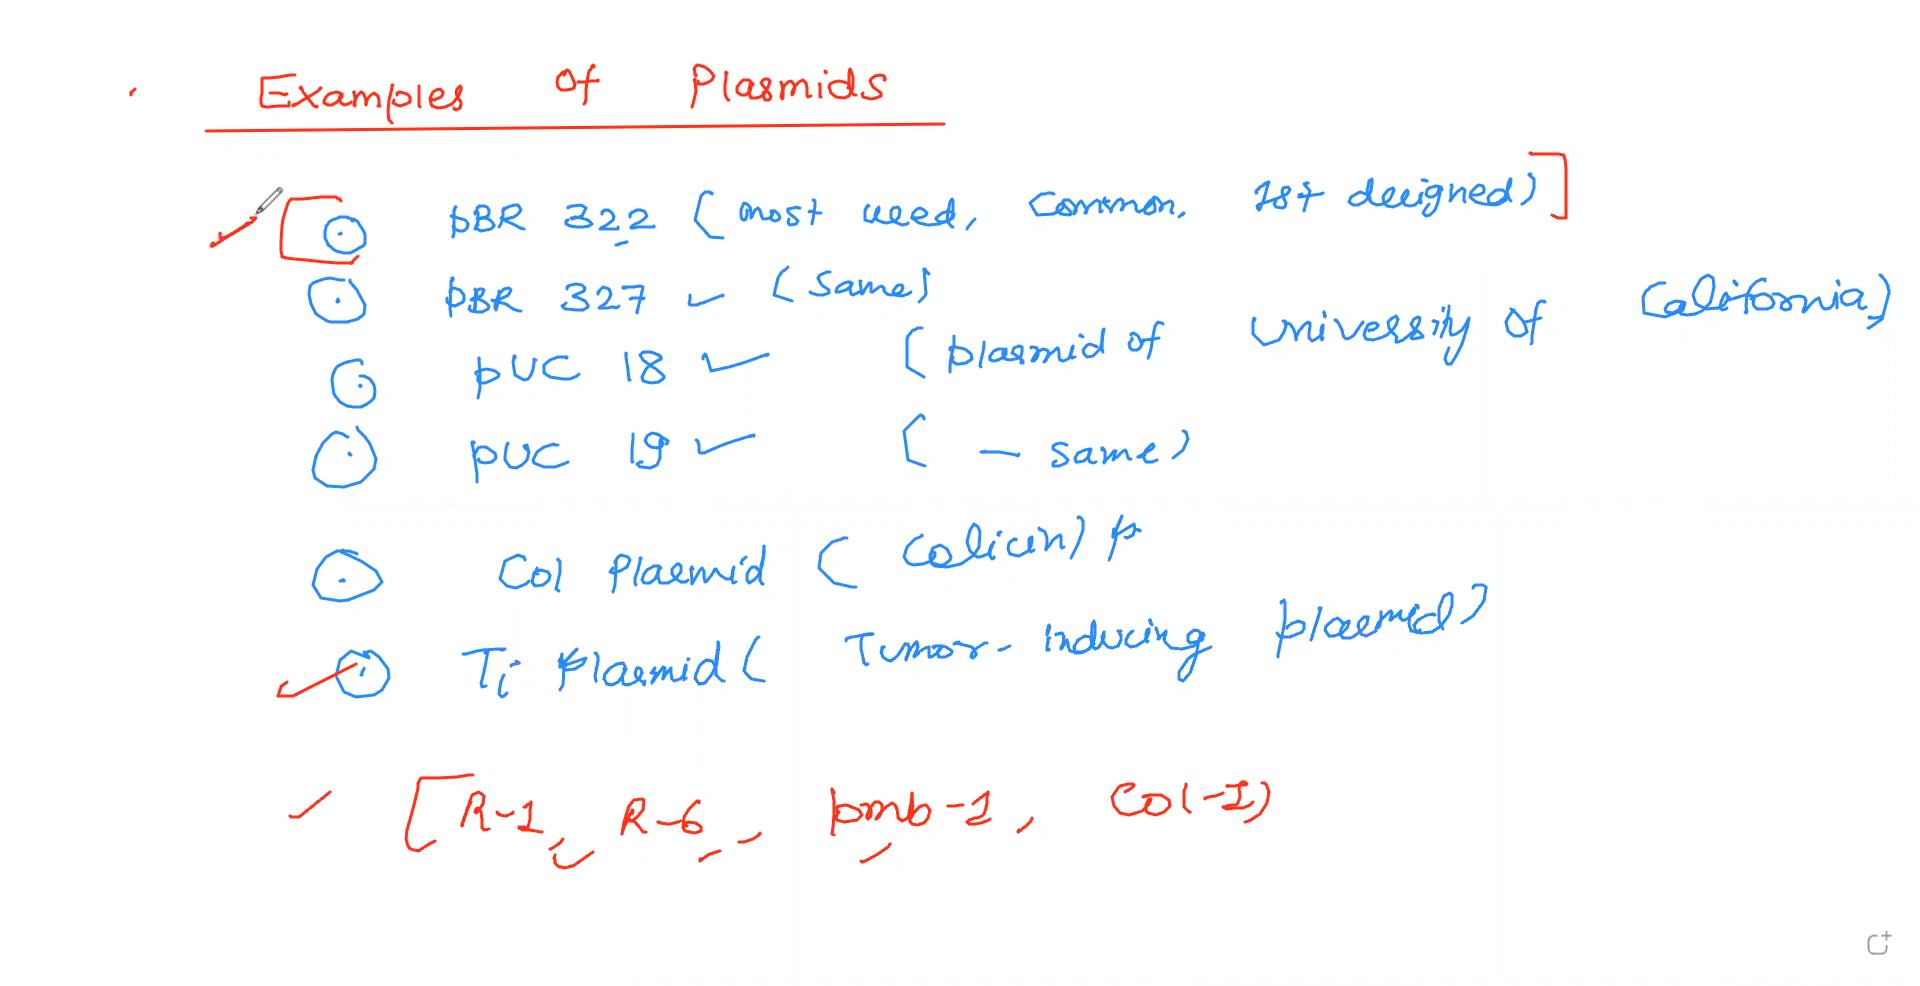 Examples of Plasmids
pBR 322 (most used, common, 1st designed)
pBR 327 (same)
pUC 18 (plasmid of University of California)
pUC 19 (— same)
Col Plasmid (Colicin) p
Ti Plasmid (Tumor-Inducing plasmid)
[R-1, R-6, pmb-1, Col-1)